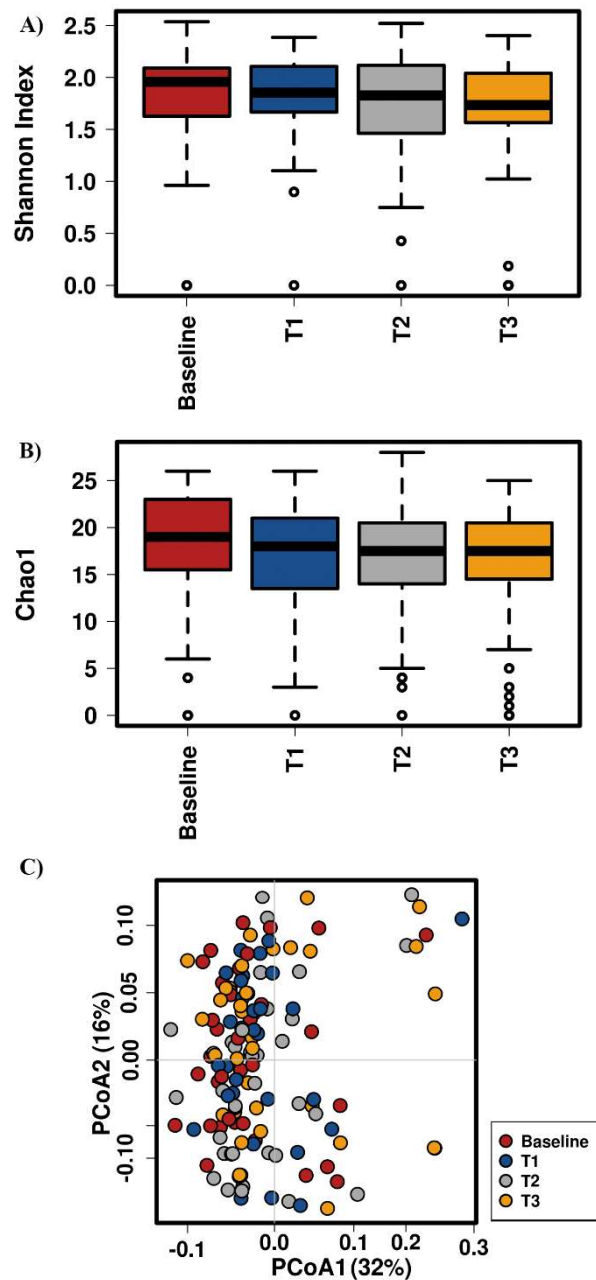 A)
Shannon Index
2.5
2.0
1.5
1.0
0.5
0.0
Baseline
T1
T2
T3
B)
Chao1
25
20
15
10
5
0
Baseline
T1
T2
T3
C)
PCoA2 (16%)
0.10
0.05
0.00
-0.10
-0.1
0.0
0.1
0.2
0.3
PCoA1 (32%)
Baseline
T1
T2
T3